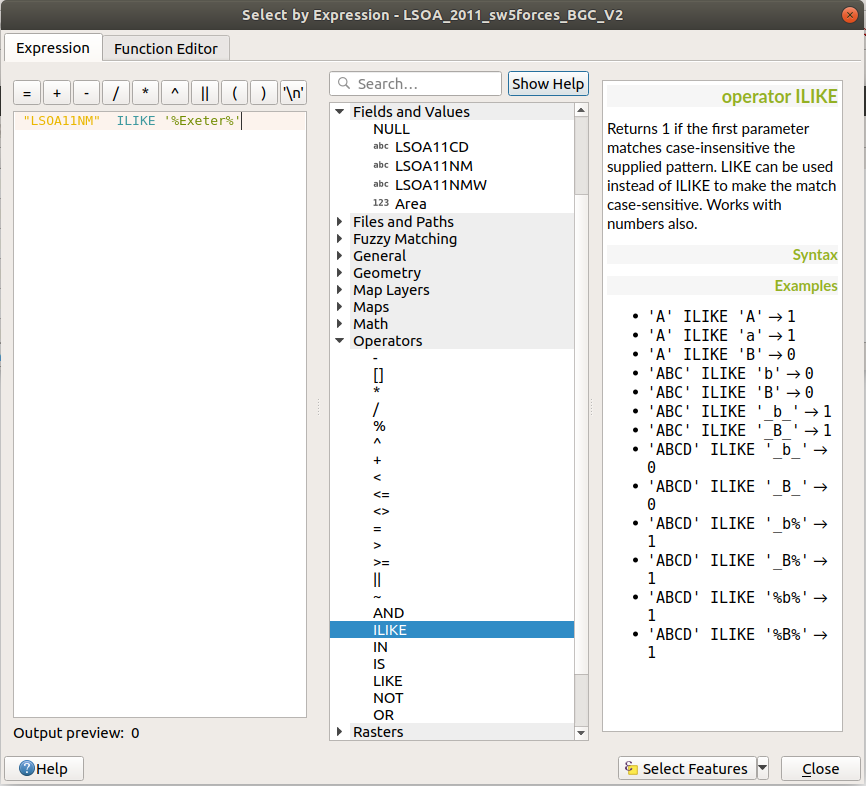 Select by Expression - LSOA_2011_sw5forces_BGC_V2
Expression
Function Editor
= + - / * ^ || ( ) '\n'
"LSOA11NM"  ILIKE '%Exeter%'
Output preview: 0
Search...
Show Help
Fields and Values
NULL
abc LSOA11CD
abc LSOA11NM
abc LSOA11NMW
123 Area
Files and Paths
Fuzzy Matching
General
Geometry
Map Layers
Maps
Math
Operators
-
[]
*
/
%
^
+
<
<=
<>
=
>
>=
||
~
AND
ILIKE
IN
IS
LIKE
NOT
OR
Rasters
operator ILIKE
Returns 1 if the first parameter
matches case-insensitive the
supplied pattern. LIKE can be used
instead of ILIKE to make the match
case-sensitive. Works with
numbers also.
Syntax
Examples
• 'A' ILIKE 'A' → 1
• 'A' ILIKE 'a' → 1
• 'A' ILIKE 'B' → 0
• 'ABC' ILIKE 'b' → 0
• 'ABC' ILIKE 'B' → 0
• 'ABC' ILIKE '_b_' → 1
• 'ABC' ILIKE '_B_' → 1
• 'ABCD' ILIKE '_b_' →
0
• 'ABCD' ILIKE '_B_' →
0
• 'ABCD' ILIKE '_b%' →
1
• 'ABCD' ILIKE '_B%' →
1
• 'ABCD' ILIKE '%b%' →
1
• 'ABCD' ILIKE '%B%' →
1
Help
Select Features
Close